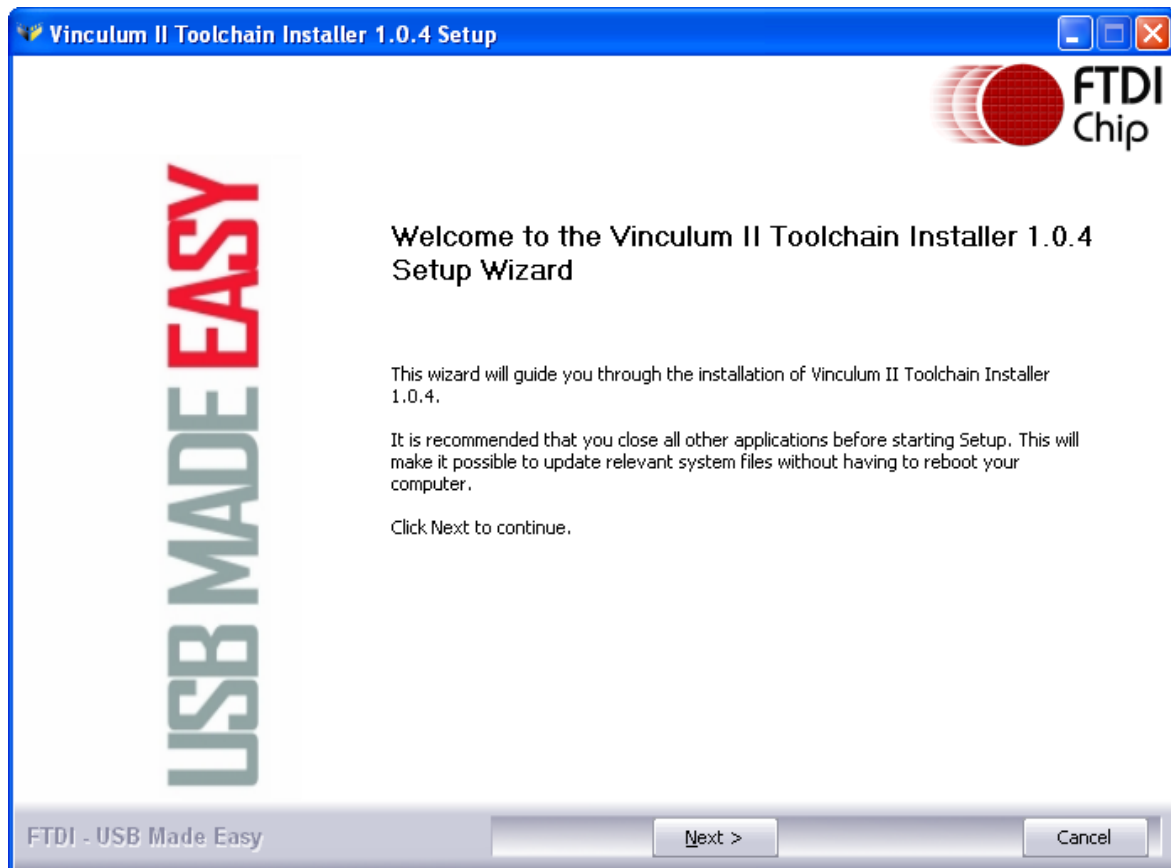 Vinculum II Toolchain Installer 1.0.4 Setup
FTDI
Chip
USB MADE EASY
Welcome to the Vinculum II Toolchain Installer 1.0.4
Setup Wizard
This wizard will guide you through the installation of Vinculum II Toolchain Installer
1.0.4.
It is recommended that you close all other applications before starting Setup. This will
make it possible to update relevant system files without having to reboot your
computer.
Click Next to continue.
FTDI - USB Made Easy
Next >
Cancel